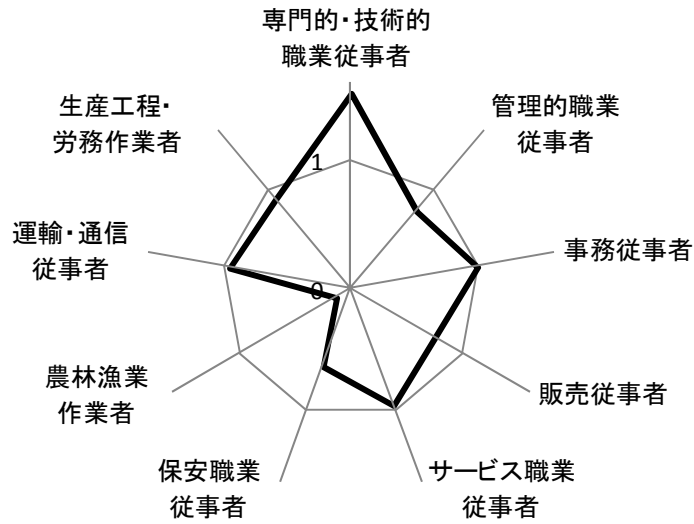 専門的・技術的
職業従事者
管理的職業
従事者
事務従事者
販売従事者
サービス職業
従事者
保安職業
従事者
農林漁業
作業者
運輸・通信
従事者
生産工程・
労務作業者
1
0